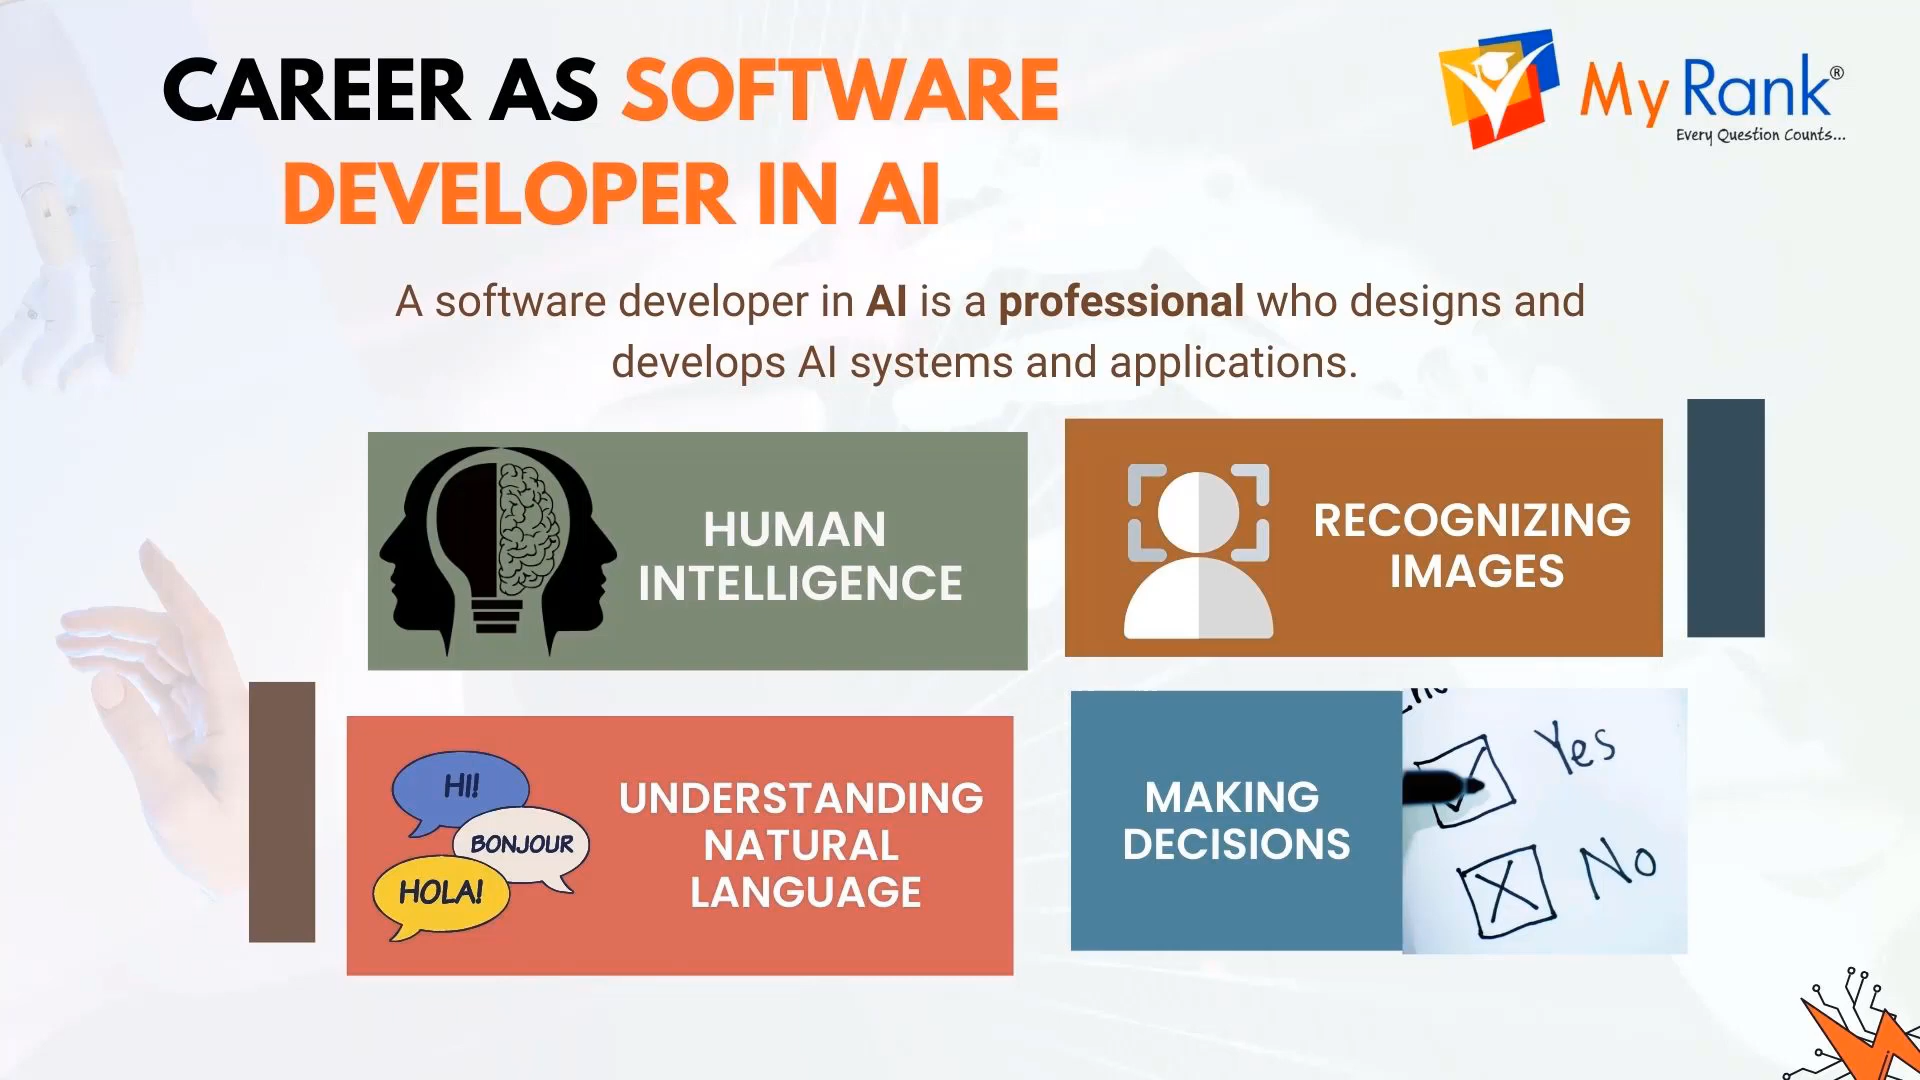 CAREER AS SOFTWARE
DEVELOPER IN AI
My Rank®
Every Question Counts...
A software developer in AI is a professional who designs and
develops AI systems and applications.
HUMAN
INTELLIGENCE
RECOGNIZING
IMAGES
HI!
BONJOUR
HOLA!
UNDERSTANDING
NATURAL
LANGUAGE
MAKING
DECISIONS
Yes
No